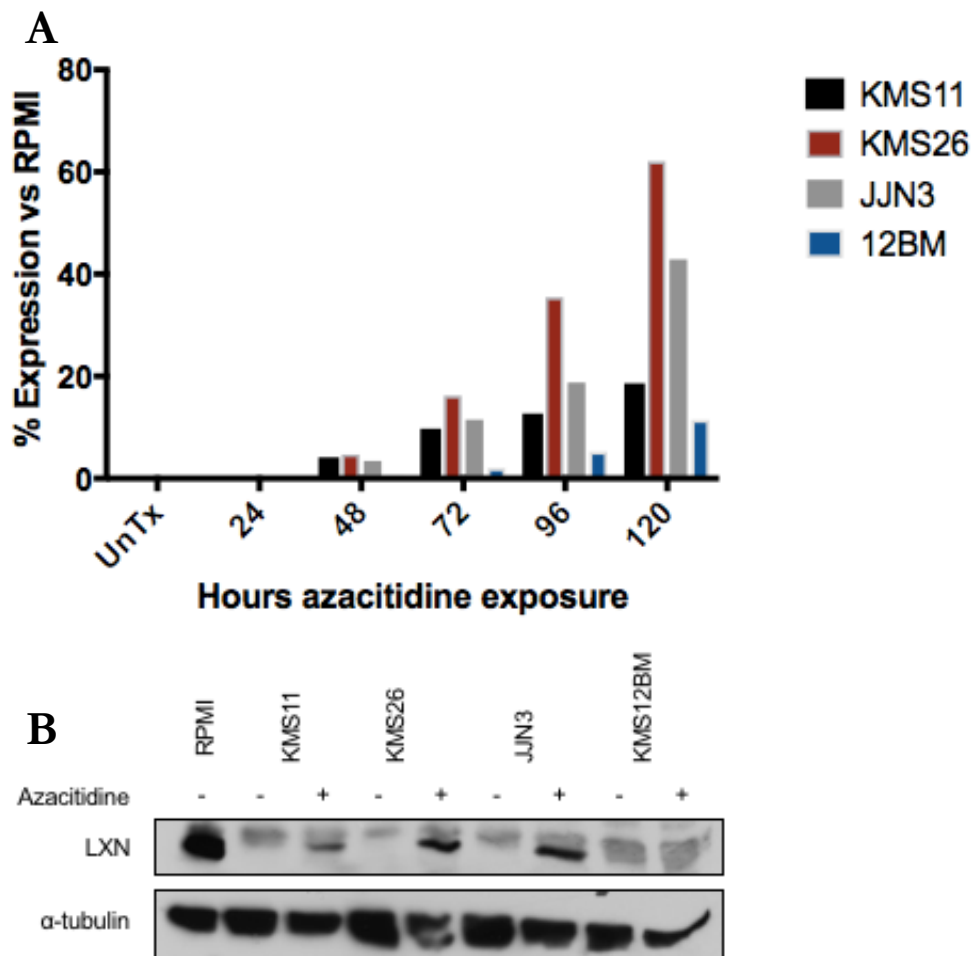 A
% Expression vs RPMI
80
60
40
20
0
UnTx 24 48 72 96 120
Hours azacitidine exposure
KMS11
KMS26
JJN3
12BM
B
RPMI KMS11 KMS26 JJN3 KMS12BM
Azacitidine - - + - + - + - +
LXN
α-tubulin